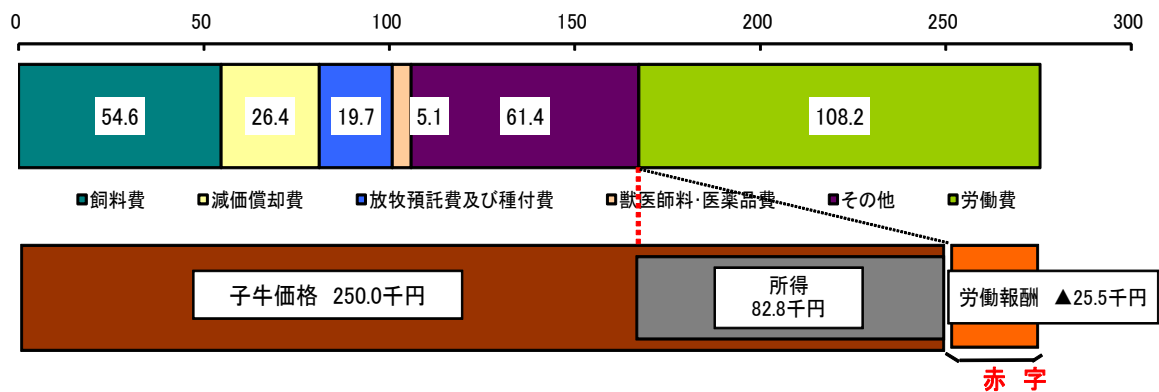 0 50 100 150 200 250 300
54.6 26.4 19.7 5.1 61.4 108.2
■飼料費 ■減価償却費 ■放牧預託費及び種付費 ■獣医師料･医薬品費 ■その他 ■労働費
子牛価格 250.0千円
所得
82.8千円
労働報酬 ▲25.5千円
赤 字